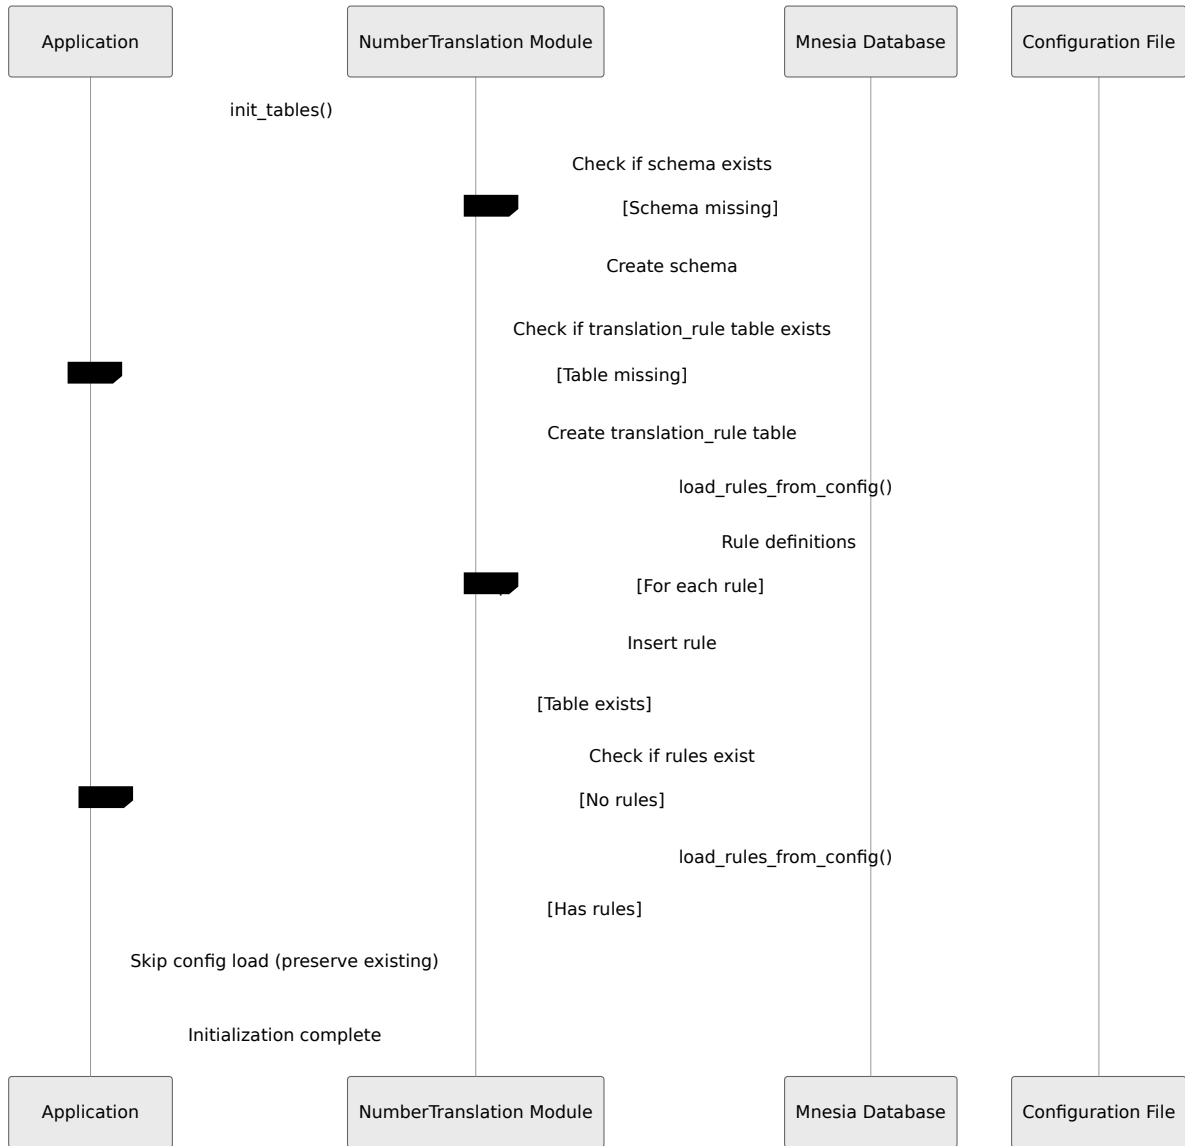 Application
NumberTranslation Module
Mnesia Database
Configuration File
init_tables()
Check if schema exists
[Schema missing]
Create schema
Check if translation_rule table exists
[Table missing]
Create translation_rule table
load_rules_from_config()
Rule definitions
[For each rule]
Insert rule
[Table exists]
Check if rules exist
[No rules]
load_rules_from_config()
[Has rules]
Skip config load (preserve existing)
Initialization complete
Application
NumberTranslation Module
Mnesia Database
Configuration File